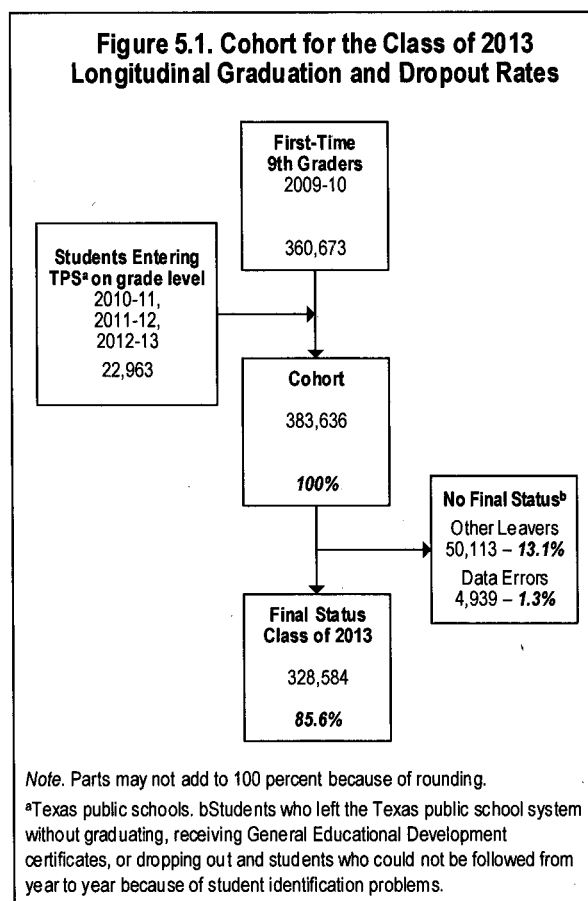 Figure 5.1. Cohort for the Class of 2013
Longitudinal Graduation and Dropout Rates
First-Time
9th Graders
2009-10
360,673
Students Entering
TPSᵃ on grade level
2010-11,
2011-12,
2012-13
22,963
Cohort
383,636
100%
No Final Statusᵇ
Other Leavers
50,113 – 13.1%
Data Errors
4,939 – 1.3%
Final Status
Class of 2013
328,584
85.6%
Note. Parts may not add to 100 percent because of rounding.
ᵃTexas public schools. bStudents who left the Texas public school system
without graduating, receiving General Educational Development
certificates, or dropping out and students who could not be followed from
year to year because of student identification problems.